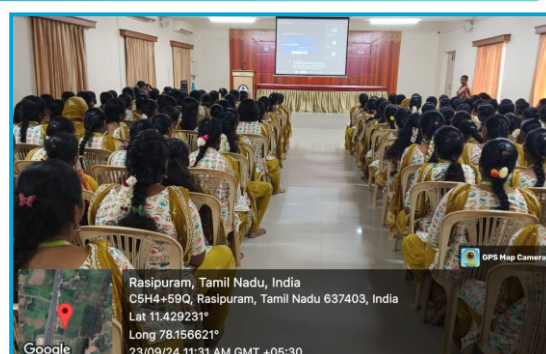 GPS Map Camera
Rasipuram, Tamil Nadu, India
C5H4+59Q, Rasipuram, Tamil Nadu 637403, India
Lat 11.429231°
Long 78.156621°
23/09/24 11:31 AM GMT +05:30
Google